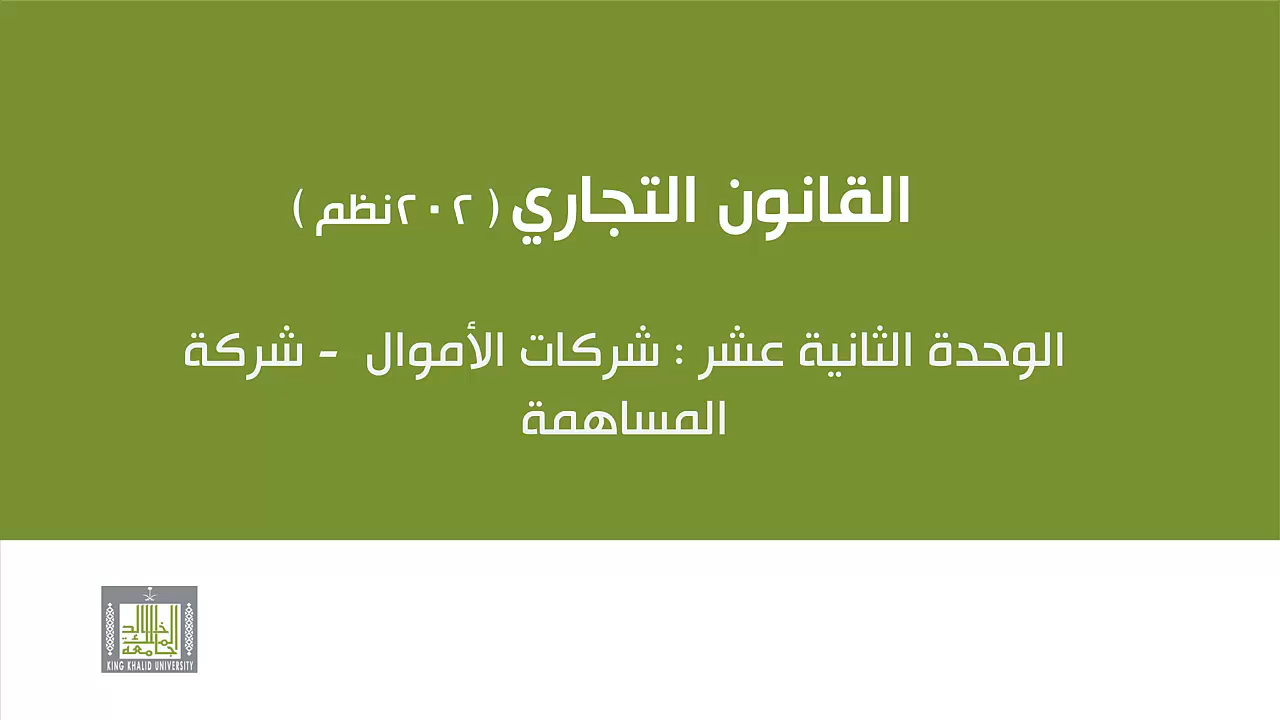 القانون التجاري ( ٢٠٢نظم )
الوحدة الثانية عشر : شركات الأموال - شركة
المساهمة
جامعة الملك خالد
KING KHALID UNIVERSITY